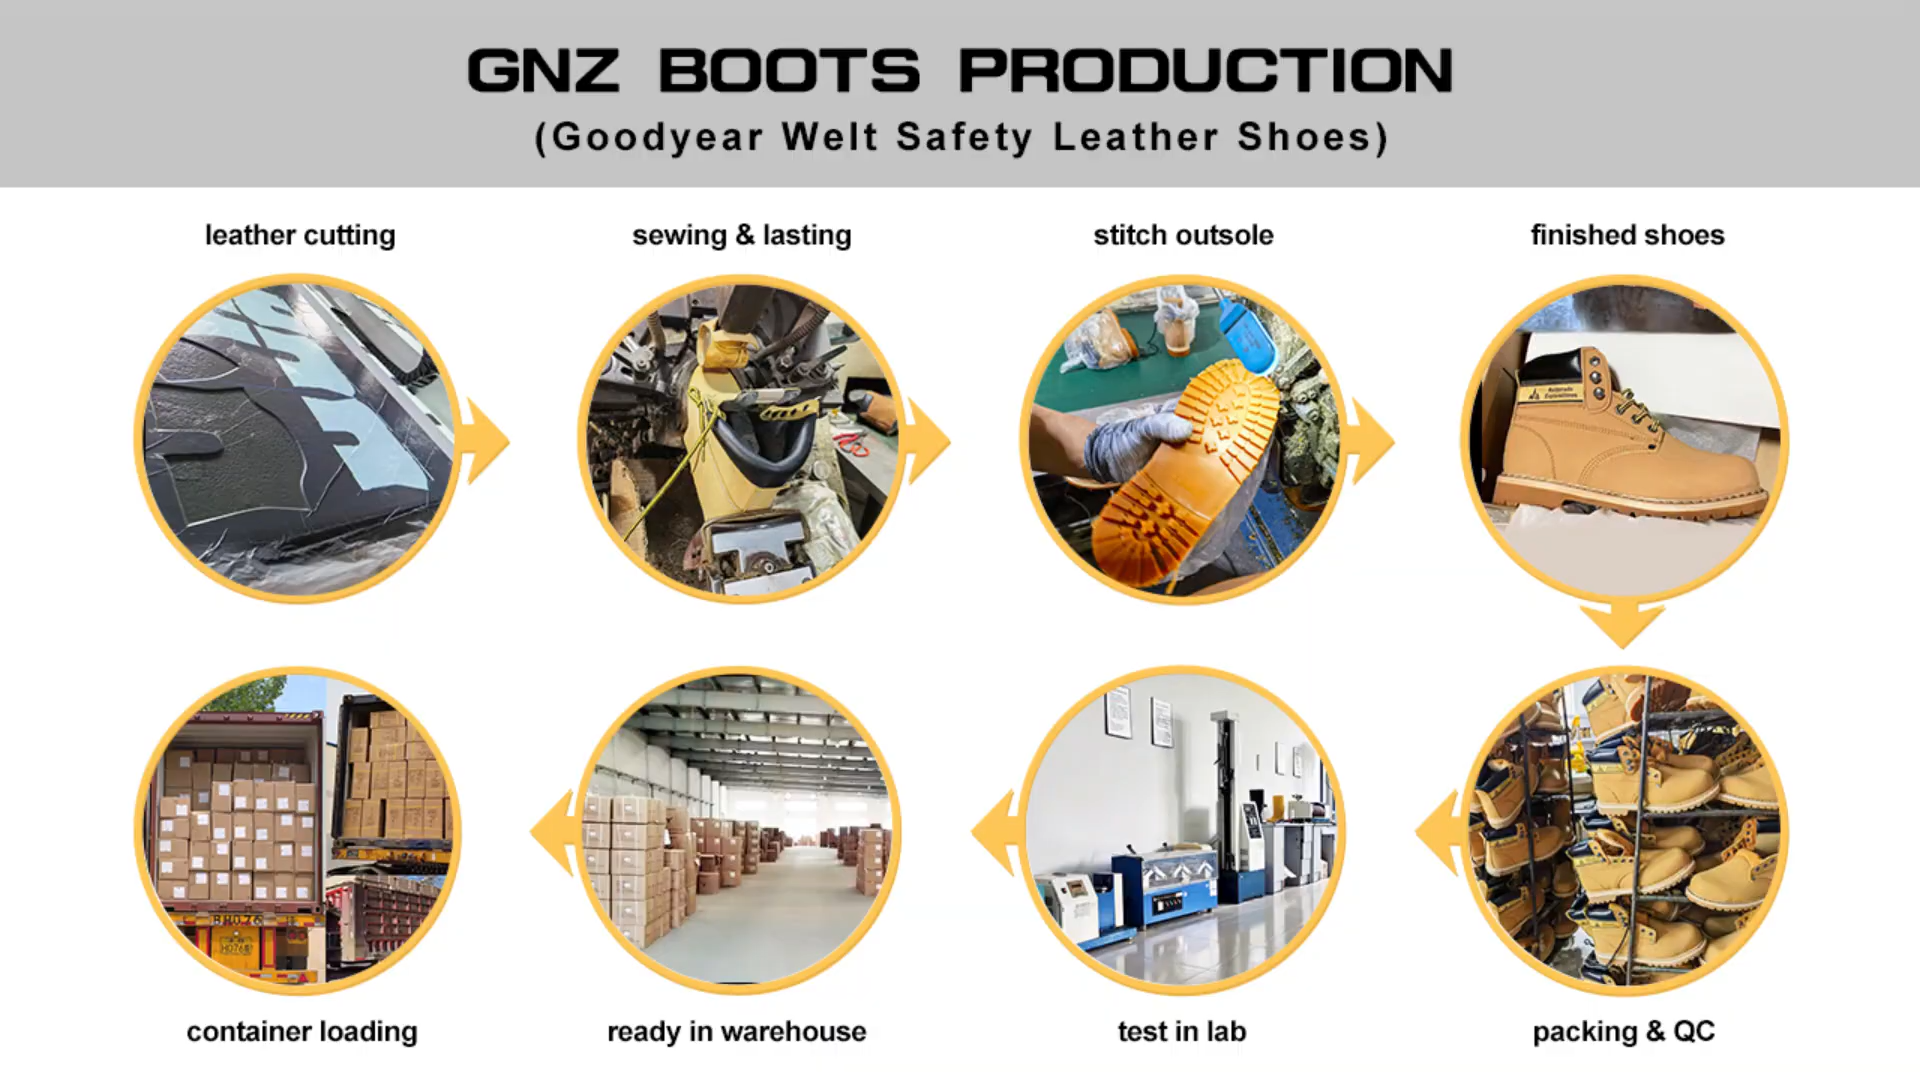 GNZ BOOTS PRODUCTION
(Goodyear Welt Safety Leather Shoes)
leather cutting
sewing & lasting
stitch outsole
finished shoes
container loading
ready in warehouse
test in lab
packing & QC